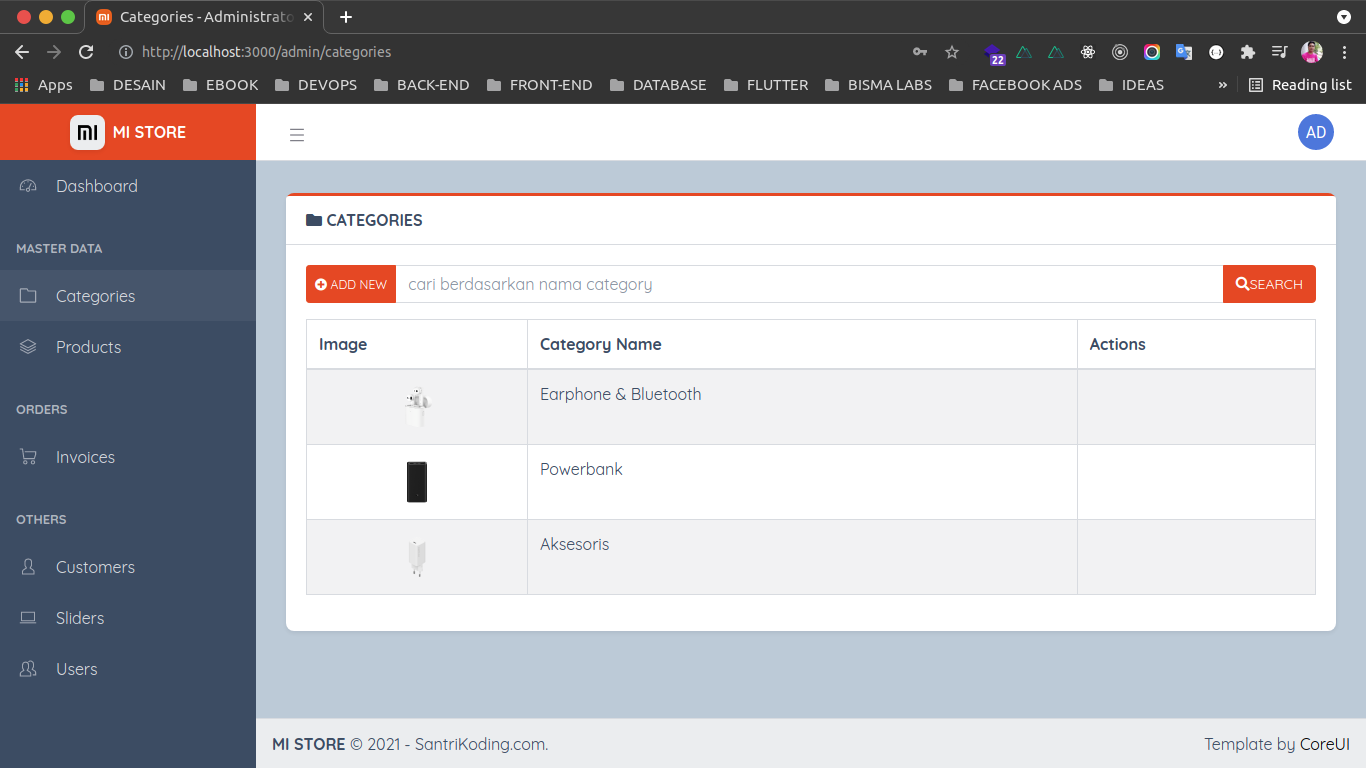 Categories - Administrato
http://localhost:3000/admin/categories
22
Apps DESAIN EBOOK DEVOPS BACK-END FRONT-END DATABASE FLUTTER BISMA LABS FACEBOOK ADS IDEAS » Reading list
MI STORE
AD
Dashboard
MASTER DATA
Categories
Products
ORDERS
Invoices
OTHERS
Customers
Sliders
Users
CATEGORIES
ADD NEW cari berdasarkan nama category SEARCH
Image Category Name Actions
Earphone & Bluetooth
Powerbank
Aksesoris
MI STORE © 2021 - SantriKoding.com. Template by CoreUI